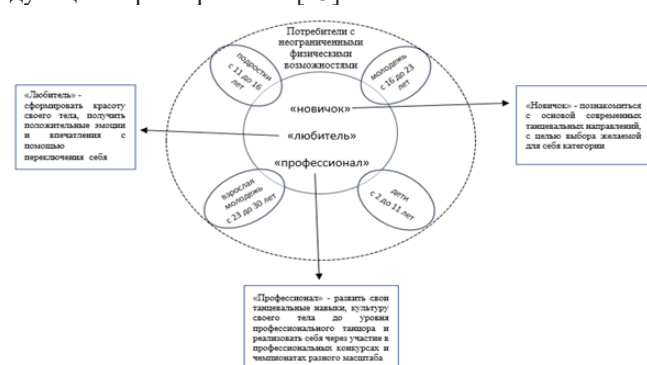 Потребители с
неограниченными
физическими
возможностями
подростки
с 11 до 16
лет
молодежь
с 16 до 23
лет
«новичок»
«любитель»
«профессионал»
взрослая
молодежь
с 23 до 30 лет
дети
с 2 до 11 лет
«Любитель» -
сформировать красоту
своего тела, получить
положительные эмоции
и впечатления с
помощью
переключения себя
«Новичок» - познакомиться
с основой современных
танцевальных направлений,
с целью выбора желаемой
для себя категории
«Профессионал» - развить свои
танцевальные навыки, культуру
своего тела до уровня
профессионального танцора и
реализовать себя через участие в
профессиональных конкурсах и
чемпионатах разного масштаба